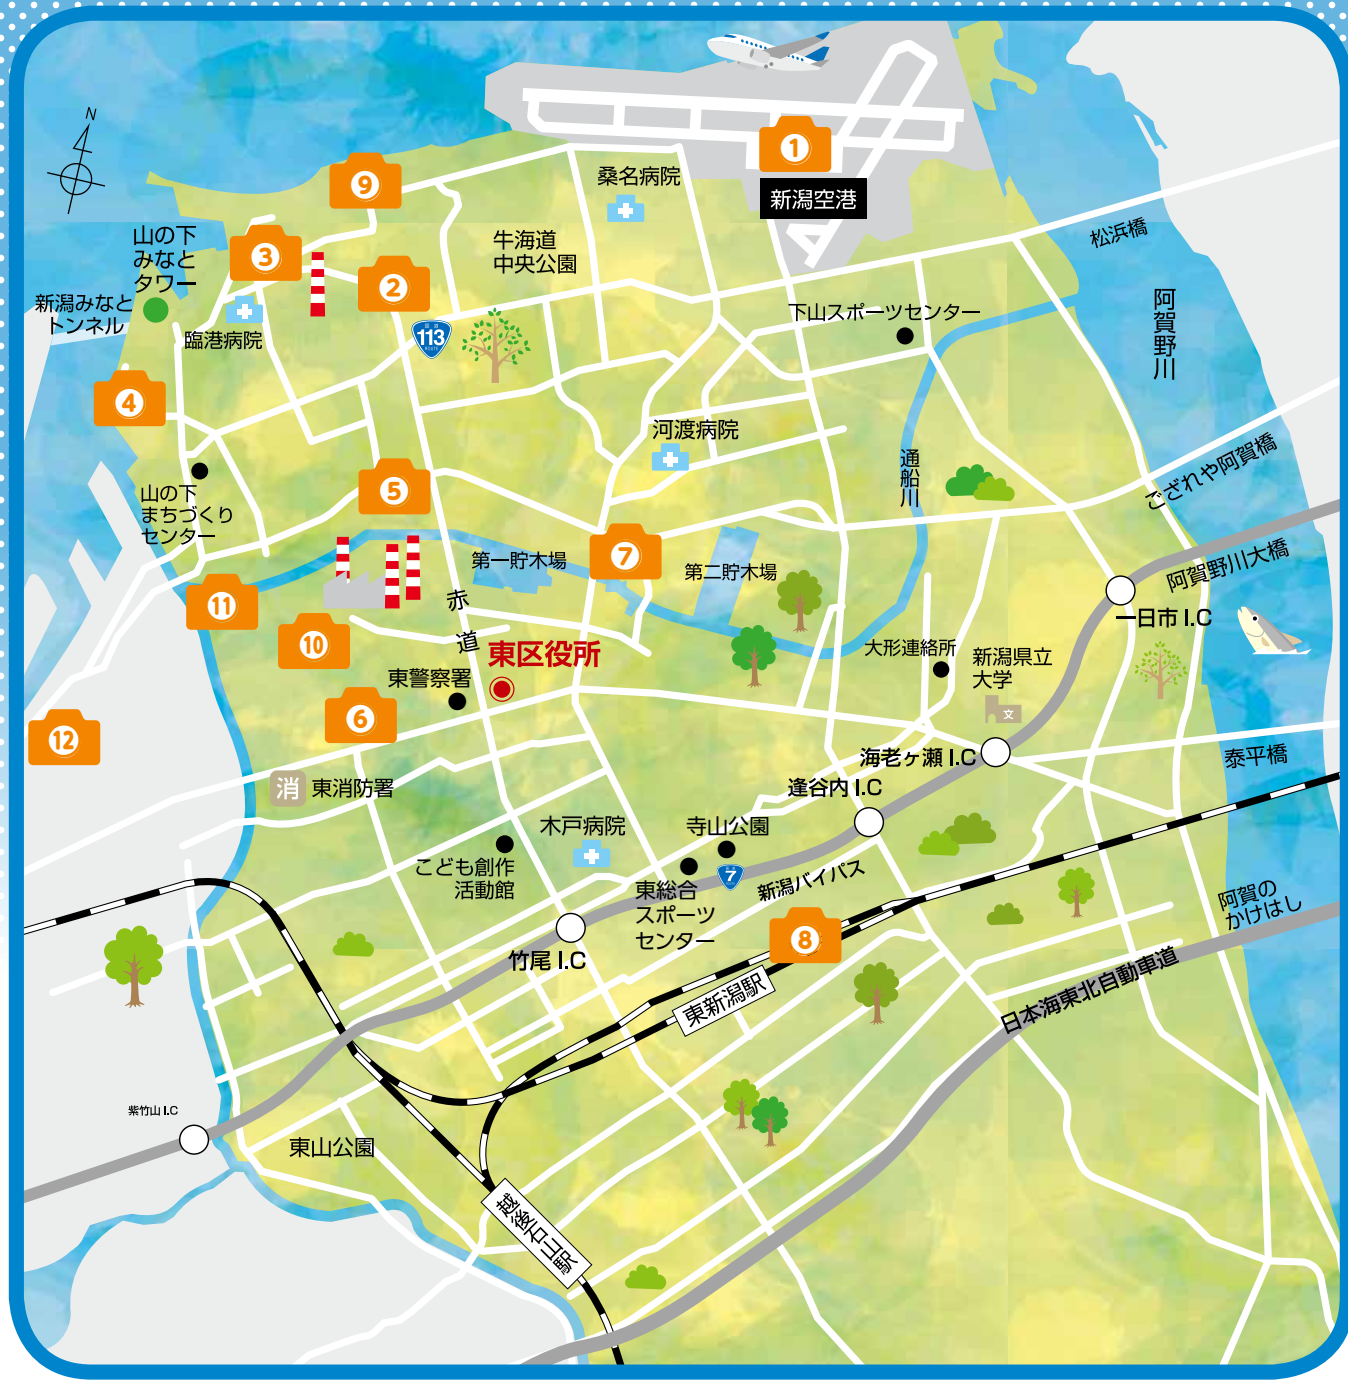 N
1
新潟空港
桑名病院
9
松浜橋
山の下
みなと
タワー
3
牛海道
中央公園
2
新潟みなと
トンネル
臨港病院
国道
113
ROUTE
下山スポーツセンター
阿賀野川
4
河渡病院
通船川
ござれや阿賀橋
山の下
まちづくり
センター
5
第一貯木場
7
第二貯木場
阿賀野川大橋
11
赤道
一日市 I.C
10
東区役所
大形連絡所
新潟県立
大学
文
東警察署
6
12
海老ヶ瀬 I.C
泰平橋
消
東消防署
逢谷内 I.C
木戸病院
寺山公園
こども創作
活動館
7
新潟バイパス
東総合
スポーツ
センター
阿賀の
かけはし
8
竹尾 I.C
東新潟駅
日本海東北自動車道
紫竹山 I.C
東山公園
越後石山駅